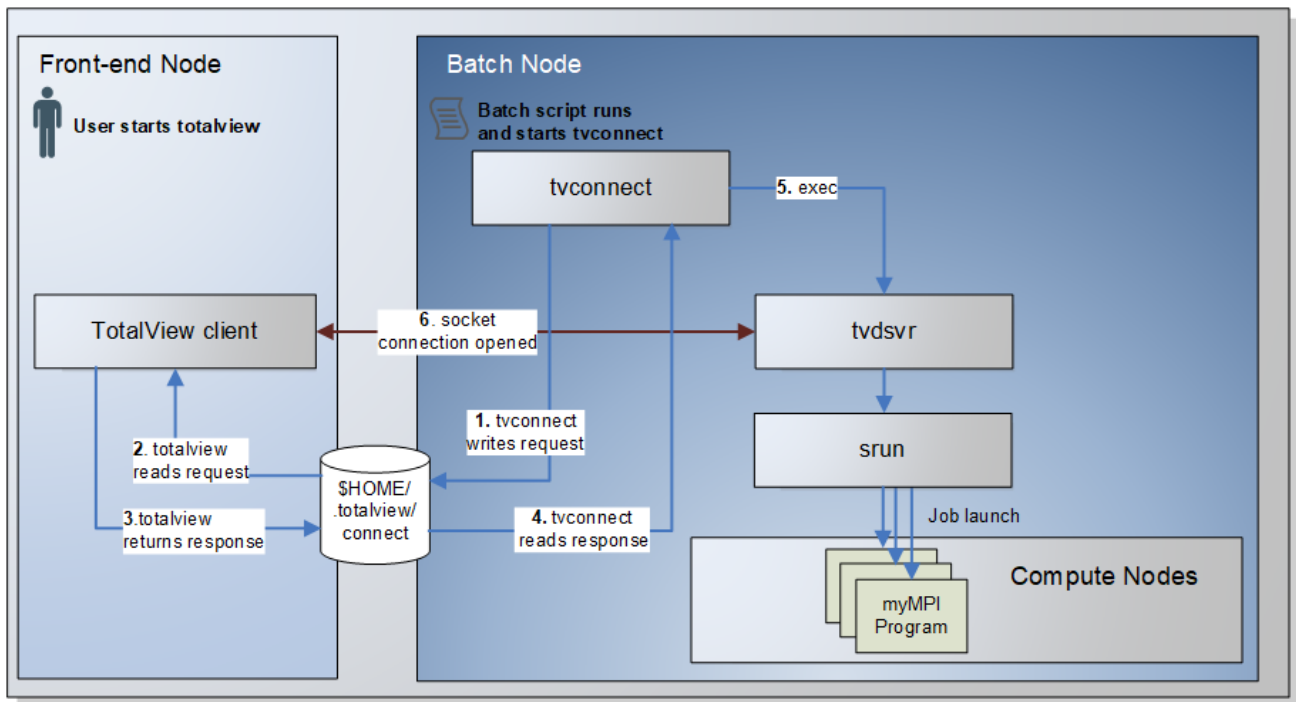 Front-end Node
User starts totalview
Batch Node
Batch script runs
and starts tvconnect
tvconnect
5. exec
TotalView client
6. socket
connection opened
tvdsvr
1. tvconnect
writes request
2. totalview
reads request
srun
$HOME/
.totalview/
connect
3.totalview
returns response
4. tvconnect
reads response
Job launch
Compute Nodes
myMPI
Program